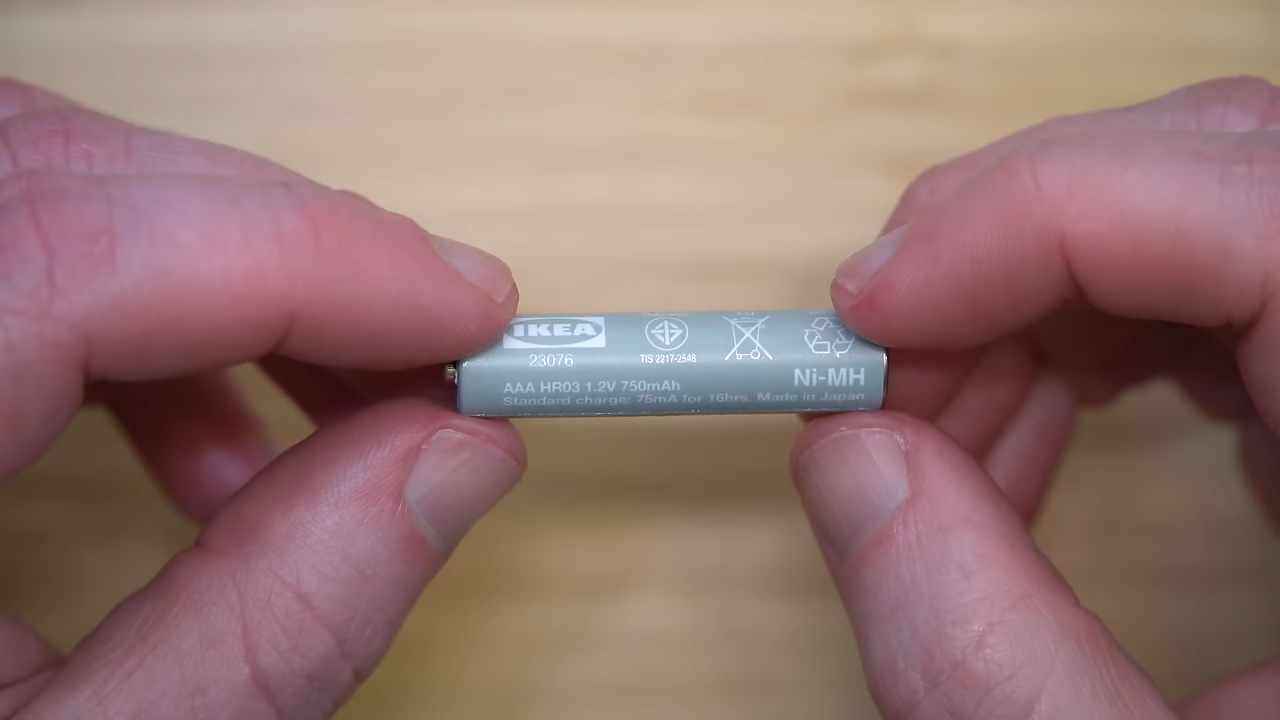 IKEA
23076
TIS 2217-2548
EU
Ni-MH
AAA HR03 1.2V 750mAh
Standard charge: 75mA for 16hrs. Made in Japan